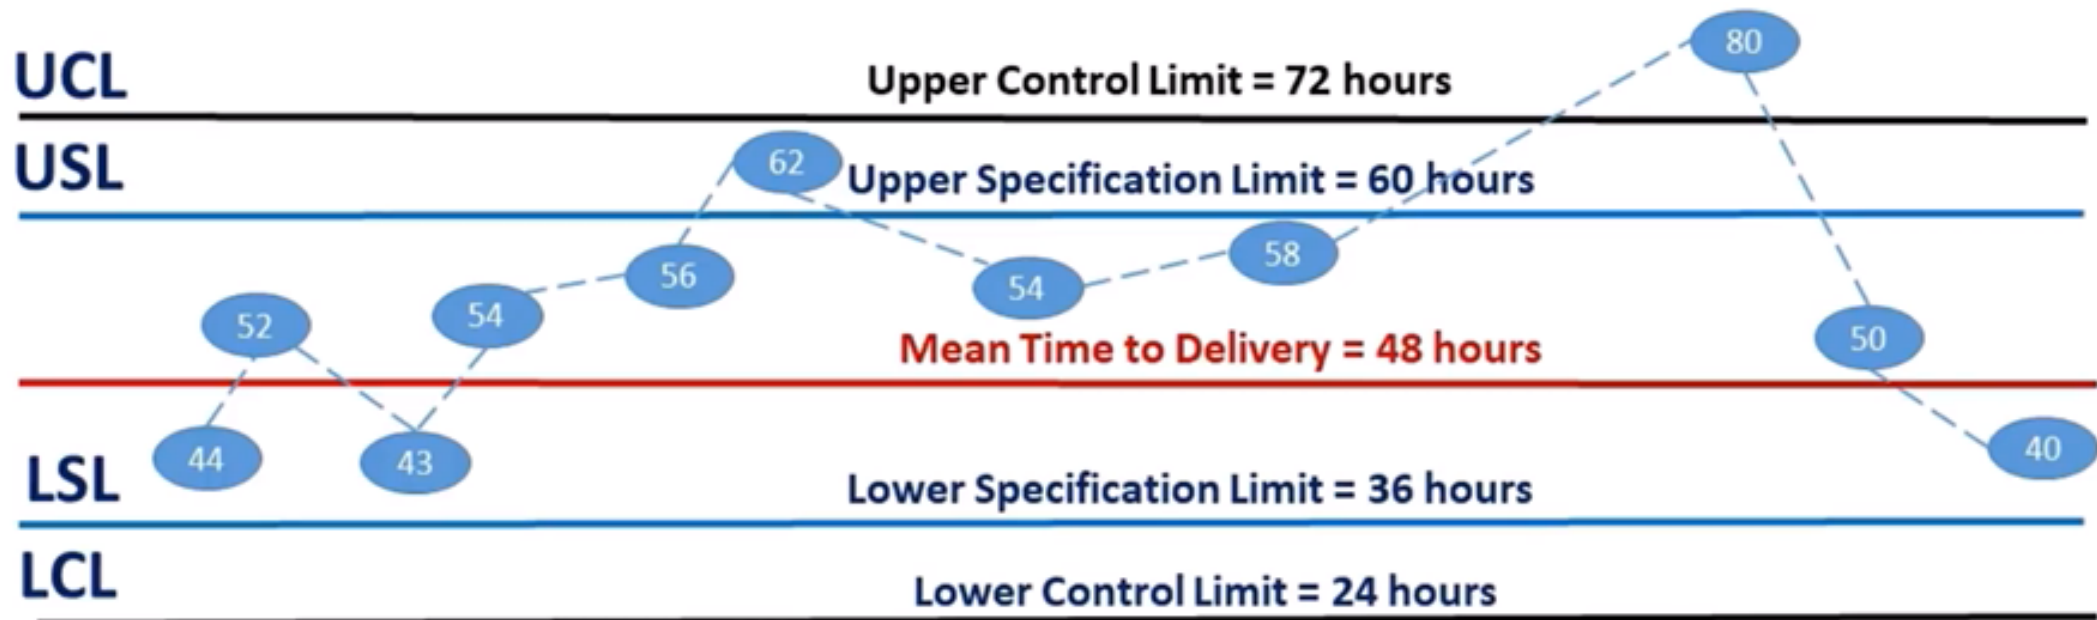 80
UCL
Upper Control Limit = 72 hours
USL
62
Upper Specification Limit = 60 hours
58
56
54
54
52
50
Mean Time to Delivery = 48 hours
44
43
40
LSL
Lower Specification Limit = 36 hours
LCL
Lower Control Limit = 24 hours